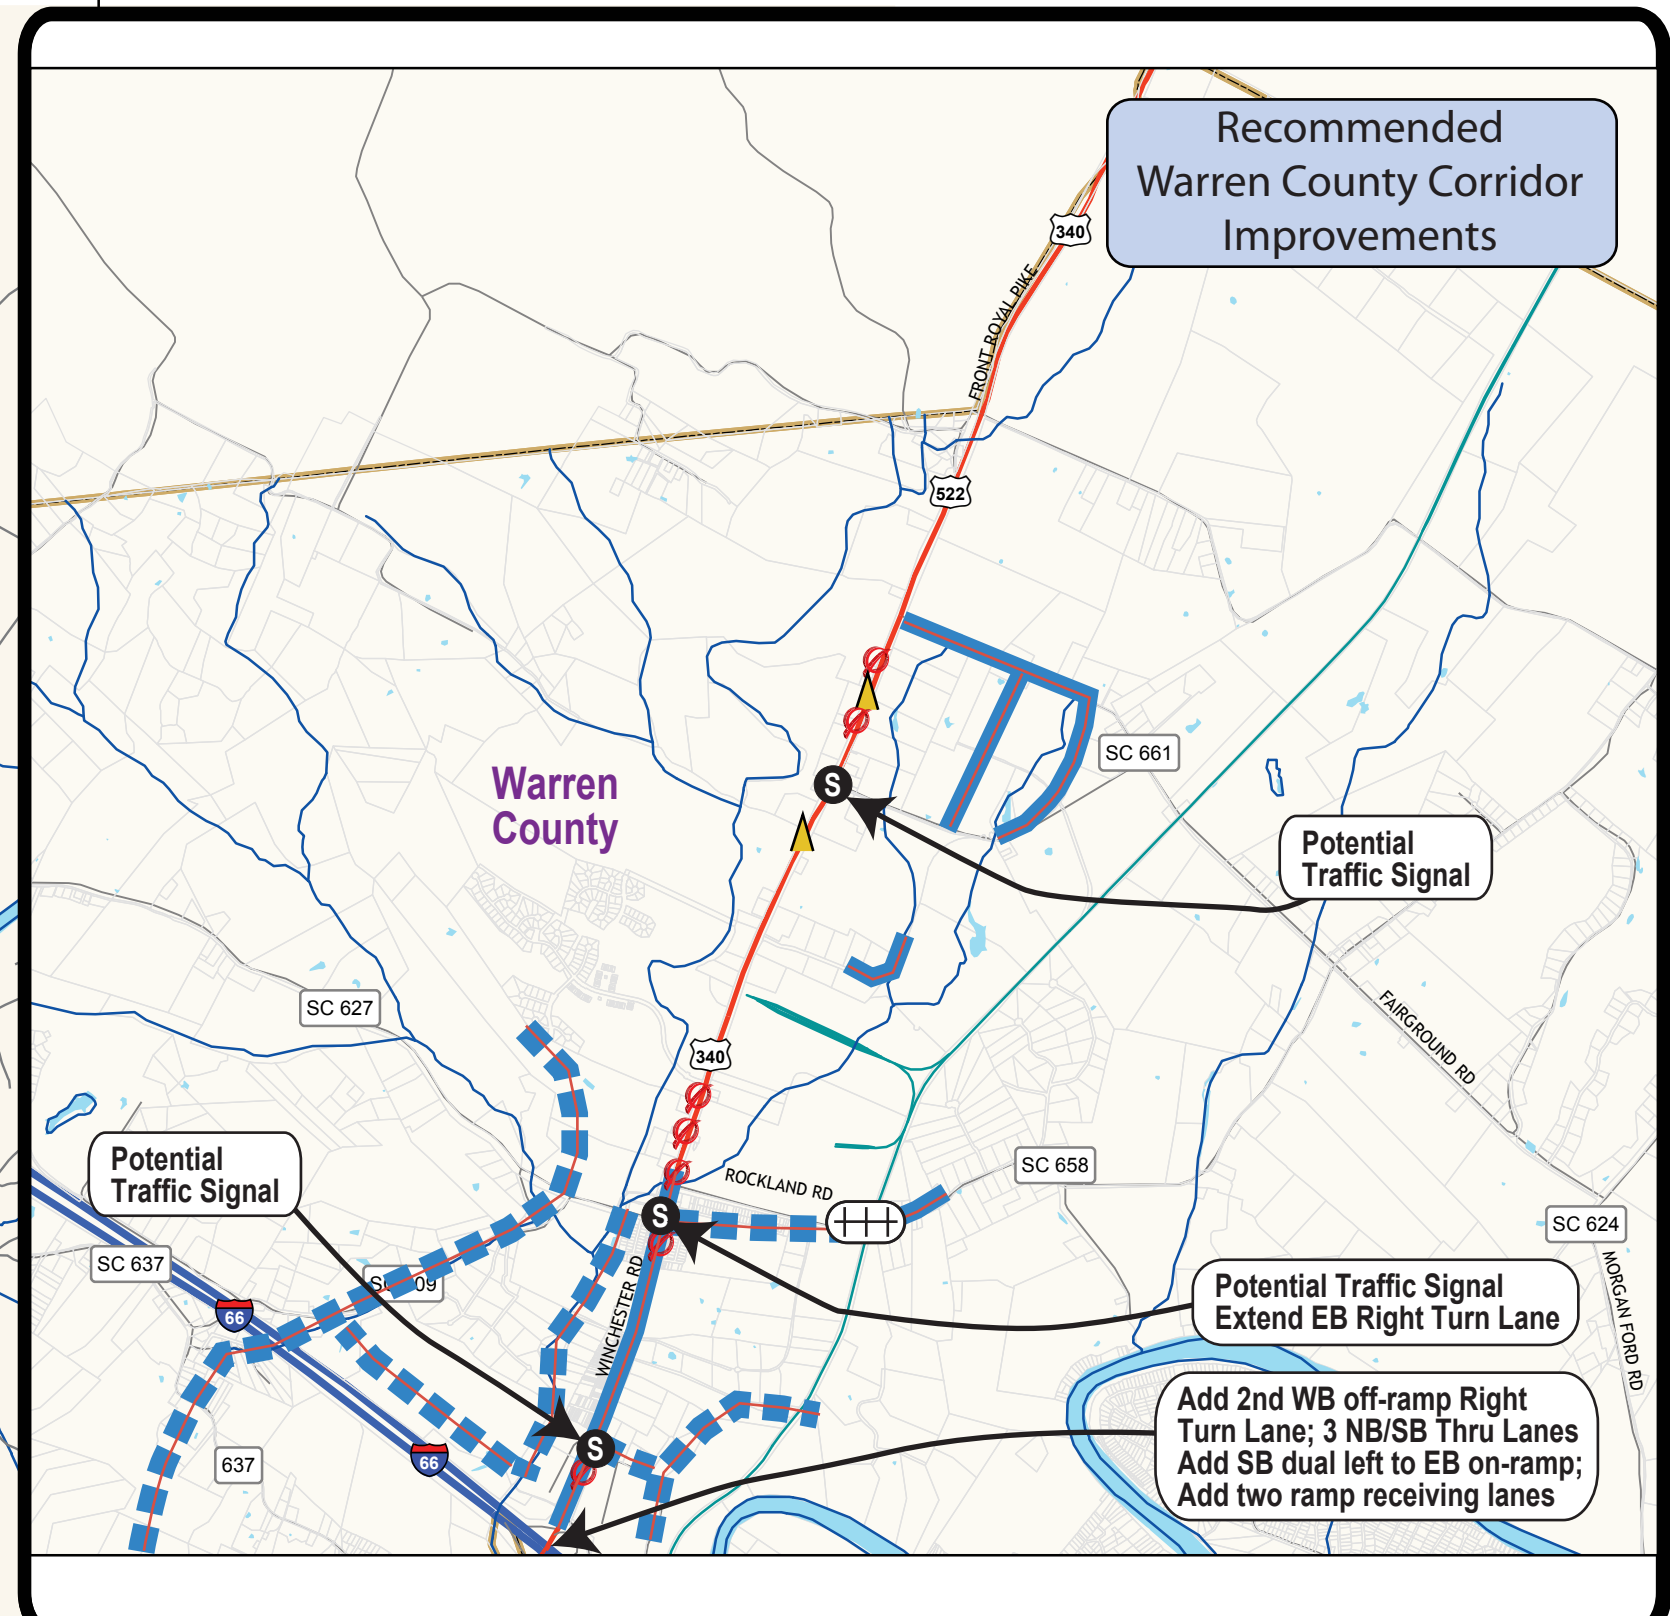 Recommended
Warren County Corridor
Improvements
340
FRONT ROYAL PIKE
522
SC 661
S
Warren
County
Potential
Traffic Signal
SC 627
FAIRGROUND RD
340
Potential
Traffic Signal
ROCKLAND RD
SC 658
S
SC 624
SC 637
66
WINCHESTER RD
MORGAN FORD RD
Potential Traffic Signal
Extend EB Right Turn Lane
Add 2nd WB off-ramp Right
Turn Lane; 3 NB/SB Thru Lanes
Add SB dual left to EB on-ramp;
Add two ramp receiving lanes
S
637
66